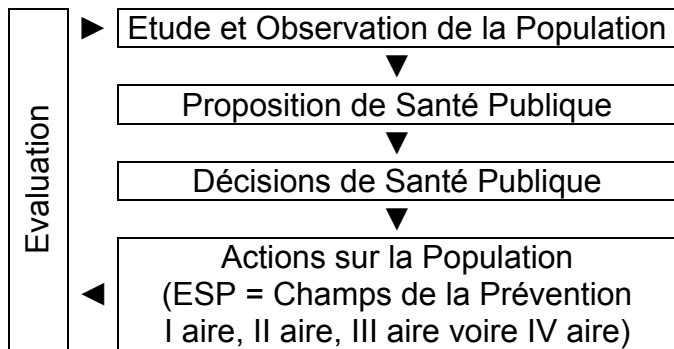 Evaluation
Etude et Observation de la Population
Proposition de Santé Publique
Décisions de Santé Publique
Actions sur la Population
(ESP = Champs de la Prévention
I aire, II aire, III aire voire IV aire)